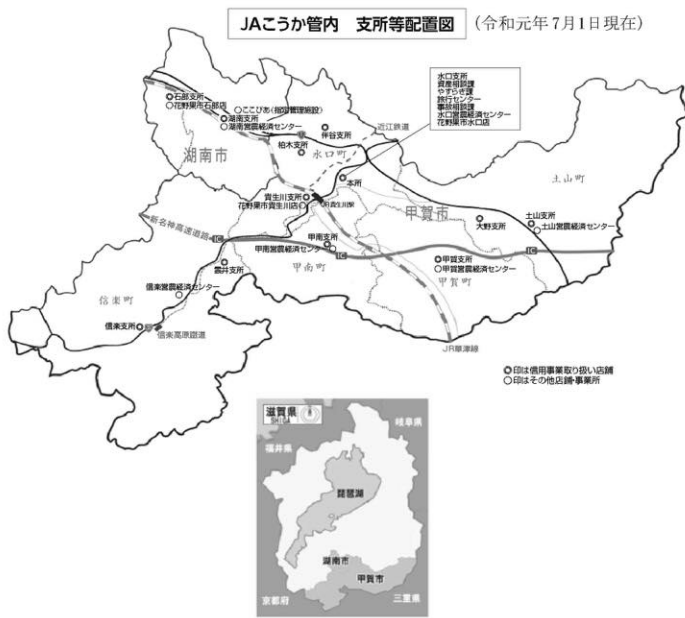 JAこうか管内　支所等配置図
(令和元年7月1日現在)
水口支所
資産相談課
やすらぎ課
旅行センター
事故相談課
水口営農経済センター
花野果市水口店
石部支所
花野果市石部店
ここぴあ(指定管理施設)
湖南支所
湖南営農経済センター
伴谷支所
近江鉄道
柏木支所
水口町
湖南市
土山町
本所
貴生川支所
花野果市貴生川店
JR貴生川駅
甲賀市
大野支所
土山支所
土山営農経済センター
新名神高速道路
IC
甲南支所
甲南営農経済センター
IC
甲南町
甲賀支所
甲賀営農経済センター
甲賀町
雲井支所
信楽町
信楽営農経済センター
信楽支所
信楽高原鐵道
JR草津線
IC
◎印は信用事業取り扱い店舗
○印はその他店舗・事業所
滋賀県
SHIGA
岐阜県
福井県
琵琶湖
湖南市
甲賀市
京都府
三重県